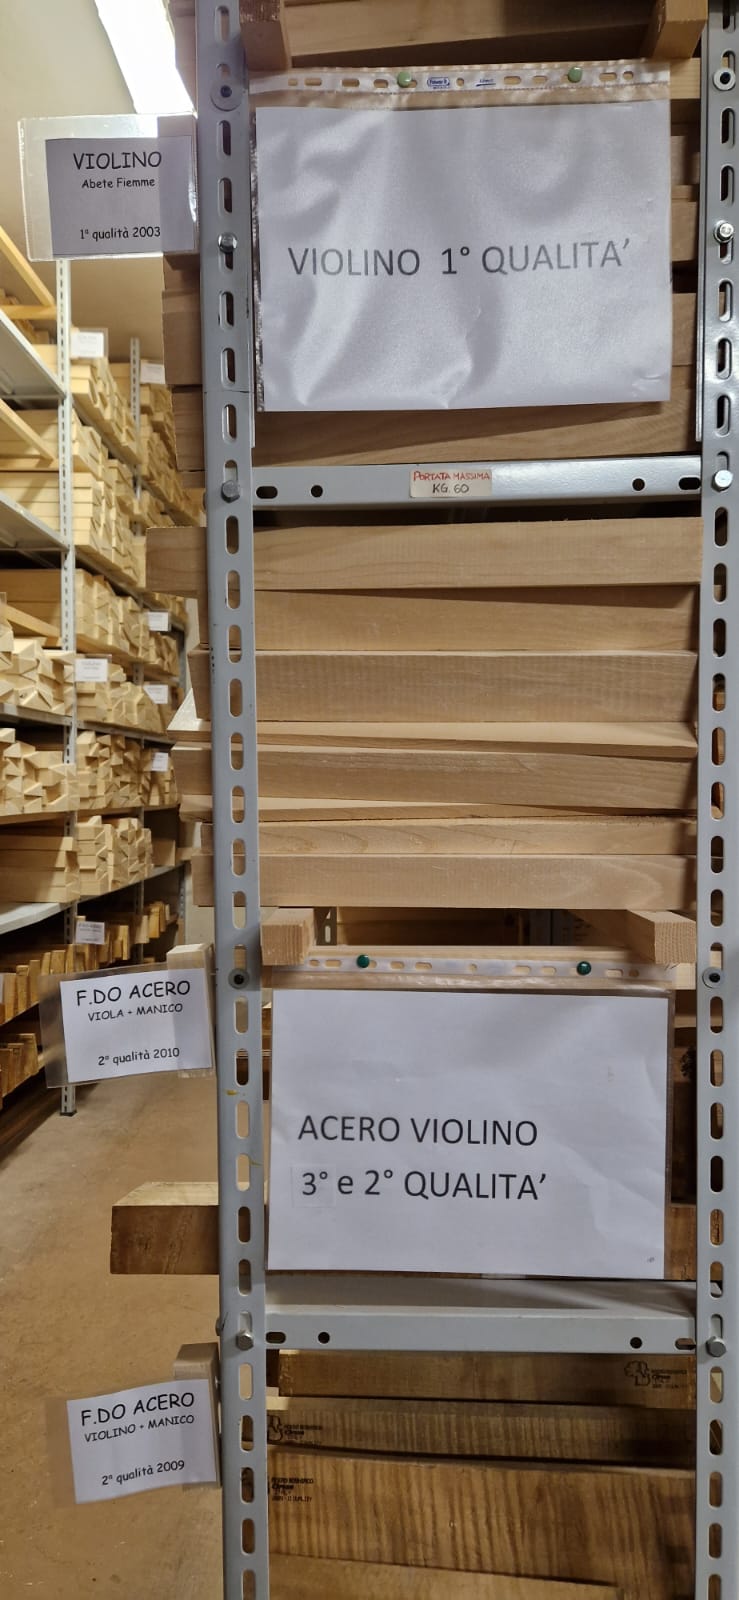 VIOLINO
Abete Fiemme
1ª qualità 2003
VIOLINO 1° QUALITA’
PORTATA MASSIMA
KG. 60
F.DO ACERO
VIOLA + MANICO
2ª qualità 2010
ACERO VIOLINO
3° e 2° QUALITA’
F.DO ACERO
VIOLINO + MANICO
2ª qualità 2009